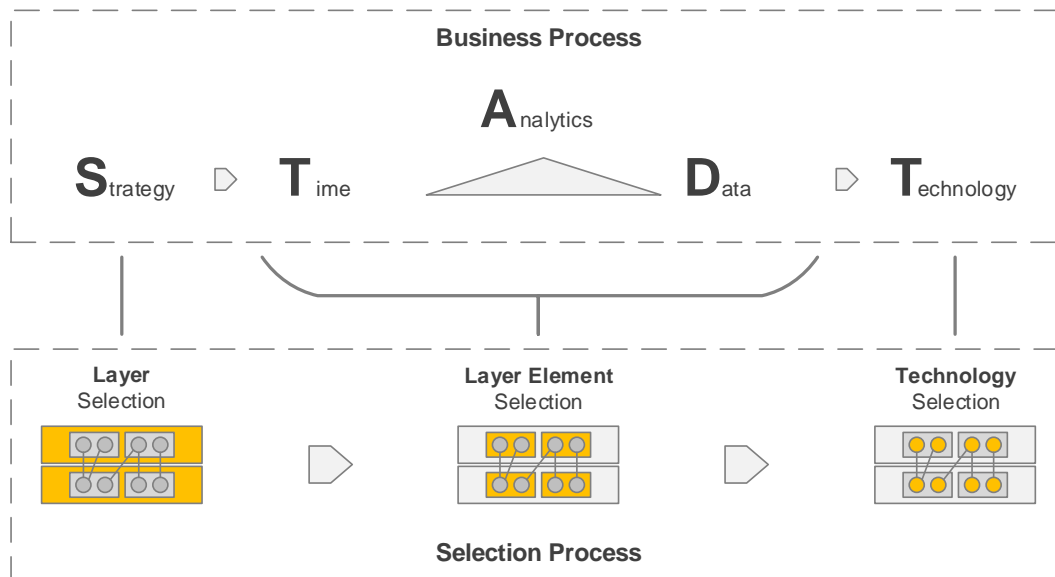 Business Process
Analytics
Strategy Time Data Technology
Layer Layer Element Technology
Selection Selection Selection
Selection Process